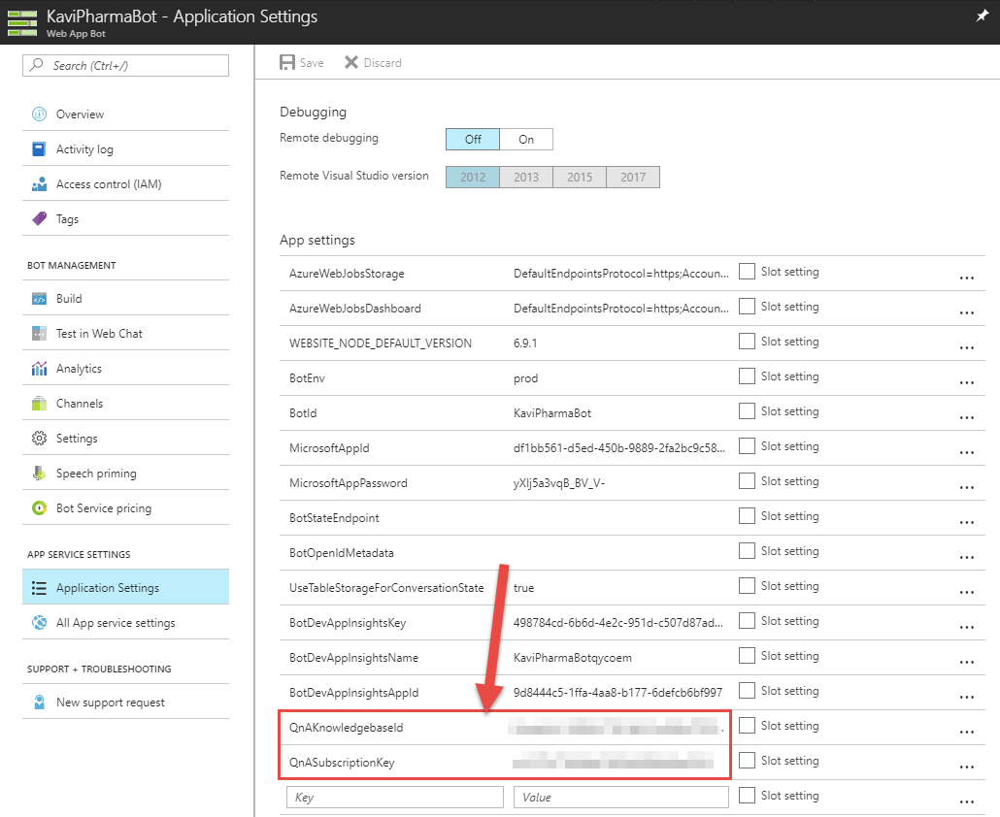 KaviPharmaBot - Application Settings
Web App Bot
Search (Ctrl+/)
Overview
Activity log
Access control (IAM)
Tags
BOT MANAGEMENT
Build
Test in Web Chat
Analytics
Channels
Settings
Speech priming
Bot Service pricing
APP SERVICE SETTINGS
Application Settings
All App service settings
SUPPORT + TROUBLESHOOTING
New support request
Save Discard
Debugging
Remote debugging Off On
Remote Visual Studio version 2012 2013 2015 2017
App settings
AzureWebJobsStorage DefaultEndpointsProtocol=https;Accoun... Slot setting ...
AzureWebJobsDashboard DefaultEndpointsProtocol=https;Accoun... Slot setting ...
WEBSITE_NODE_DEFAULT_VERSION 6.9.1 Slot setting ...
BotEnv prod Slot setting ...
BotId KaviPharmaBot Slot setting ...
MicrosoftAppId df1bb561-d5ed-450b-9889-2fa2bc9c58... Slot setting ...
MicrosoftAppPassword yXIj5a3vqB_BV_V- Slot setting ...
BotStateEndpoint Slot setting ...
BotOpenIdMetadata Slot setting ...
UseTableStorageForConversationState true Slot setting ...
BotDevAppInsightsKey 498784cd-6b6d-4e2c-951d-c507d87ad... Slot setting ...
BotDevAppInsightsName KaviPharmaBotqycoem Slot setting ...
BotDevAppInsightsAppId 9d8444c5-1ffa-4aa8-b177-6defcb6bf997 Slot setting ...
QnAKnowledgebaseId Slot setting ...
QnASubscriptionKey Slot setting ...
Key Value Slot setting ...